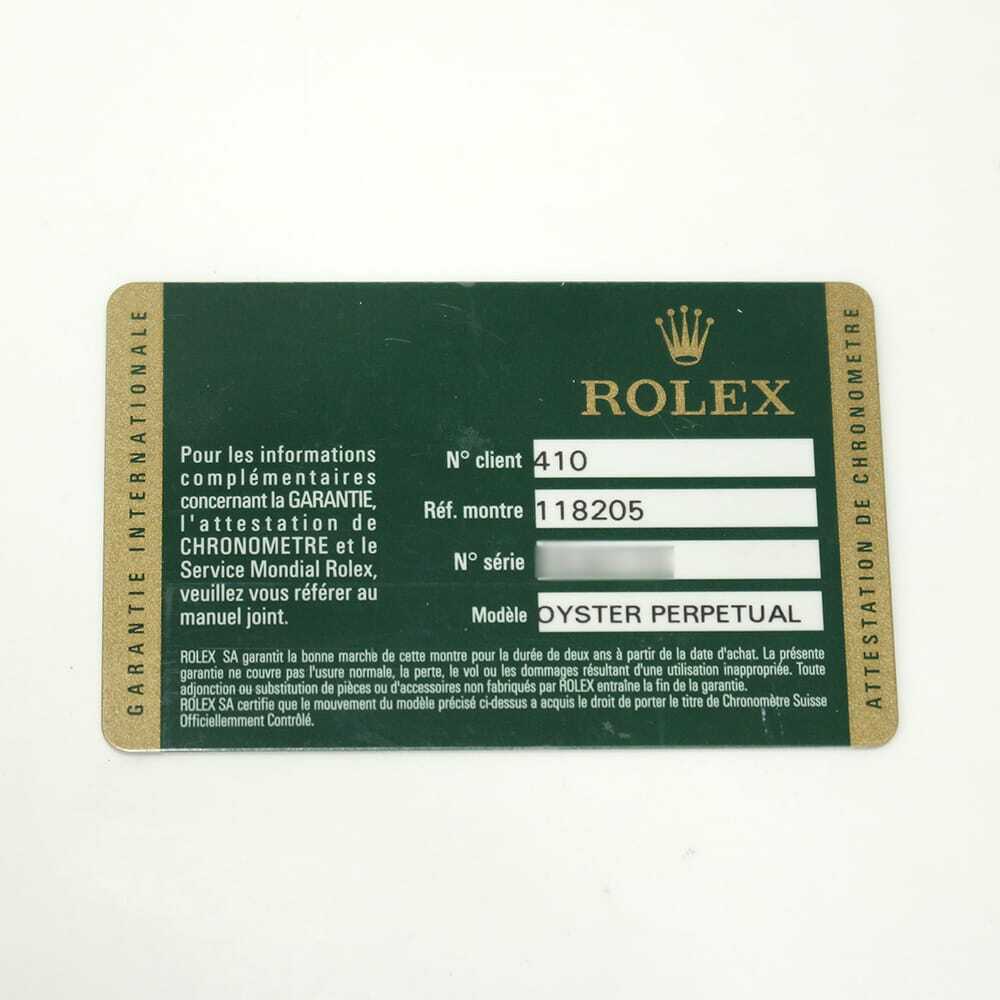 GARANTIE INTERNATIONALE
ROLEX
Pour les informations
complémentaires
concernant la GARANTIE,
l'attestation de
CHRONOMETRE et le
Service Mondial Rolex,
veuillez vous référer au
manuel joint.
N° client 410
Réf. montre 118205
N° série
Modèle OYSTER PERPETUAL
ROLEX SA garantit la bonne marche de cette montre pour la durée de deux ans à partir de la date d'achat. La présente
garantie ne couvre pas l'usure normale, la perte, le vol ou les dommages résultant d'une utilisation inappropriée. Toute
adjonction ou substitution de pièces ou d'accessoires non fabriqués par ROLEX entraîne la fin de la garantie.
ROLEX SA certifie que le mouvement du modèle précisé ci-dessus a acquis le droit de porter le titre de Chronomètre Suisse
Officiellemment Contrôlé.
ATTESTATION DE CHRONOMETRE